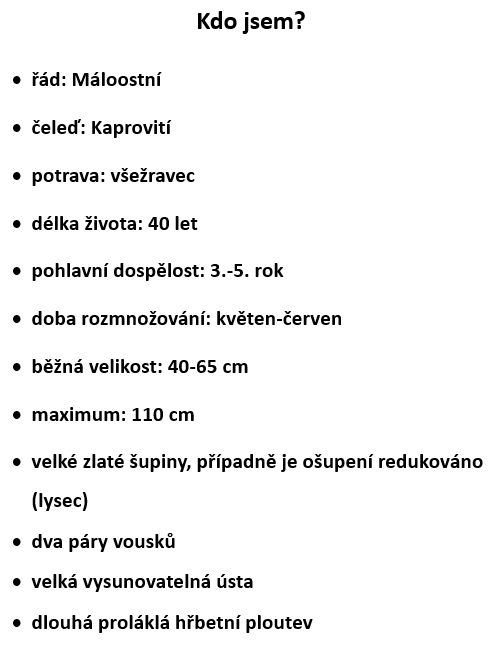 Kdo jsem?
• řád: Máloostní
• čeleď: Kaprovití
• potrava: všežravec
• délka života: 40 let
• pohlavní dospělost: 3.-5. rok
• doba rozmnožování: květen-červen
• běžná velikost: 40-65 cm
• maximum: 110 cm
• velké zlaté šupiny, případně je ošupení redukováno
(lysec)
• dva páry vousků
• velká vysunovatelná ústa
• dlouhá proláklá hřbetní ploutev